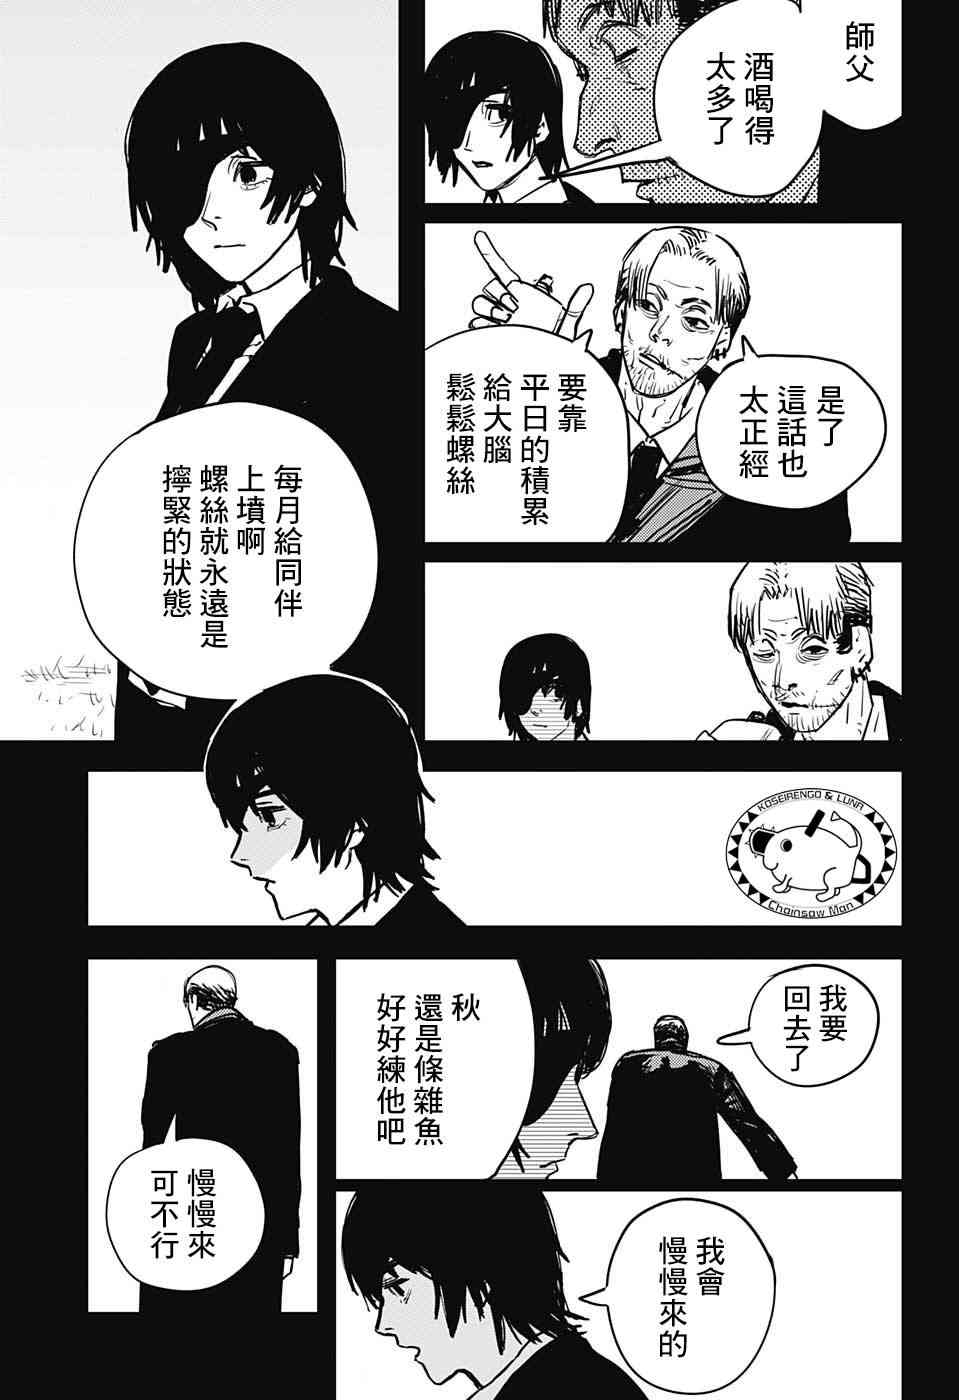 師父
酒喝得
太多了
是了
這話也
太正經
要靠
平日的積累
給大腦
鬆鬆螺絲
每月給同伴
上墳啊
螺絲就永遠是
擰緊的狀態
KOSEIRENGO & LUNA
Chainsaw Man
我要
回去了
秋
還是條雜魚
好好練他吧
我會
慢慢來的
慢慢來
可不行